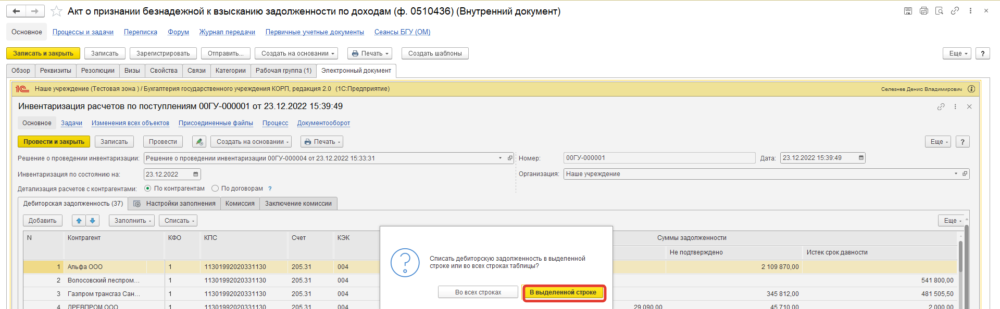 Акт о признании безнадежной к взысканию задолженности по доходам (ф. 0510436) (Внутренний документ)
Основное Процессы и задачи Переписка Форум Журнал передачи Первичные учетные документы Сеансы БГУ (ОМ)
Записать и закрыть Записать Зарегистрировать Отправить... Создать на основании Печать Создать шаблоны Еще ?
Обзор Реквизиты Резолюции Визы Свойства Связи Категории Рабочая группа (1) Электронный документ
1С Наше учреждение (Тестовая зона ) / Бухгалтерия государственного учреждения КОРП, редакция 2.0 (1С:Предприятие) Селезнев Денис Владимирович i
Инвентаризация расчетов по поступлениям 00ГУ-000001 от 23.12.2022 15:39:49
Основное Задачи Изменения всех объектов Присоединенные файлы Процесс Документооборот
Провести и закрыть Записать Провести Создать на основании Печать Еще ?
Решение о проведении инвентаризации: Решение о проведении инвентаризации 00ГУ-000004 от 23.12.2022 15:33:31 Номер: 00ГУ-000001 Дата: 23.12.2022 15:39:49
Инвентаризация по состоянию на: 23.12.2022 Организация: Наше учреждение
Детализация расчетов с контрагентами: По контрагентам По договорам ?
Дебиторская задолженность (37) Настройки заполнения Комиссия Заключение комиссии
Добавить Заполнить Списать Еще
N Контрагент КФО КПС Счет КЭК Суммы задолженности
Не подтверждено Истек срок давности
1 Альфа ООО 1 11301992020331130 205.31 004 2 109 870,00
2 Волосовский леспром... 1 11301992020331130 205.31 004 541 800,00
3 Газпром трансгаз Сан... 1 11301992020331130 205.31 004 345 812,00 481 505,50
4 ДРЕВПРОМ ООО 1 11301992020331130 205.31 004 29 090,00 45 710,00 2 000,00
Списать дебиторскую задолженность в выделенной
строке или во всех строках таблицы?
Во всех строках В выделенной строке